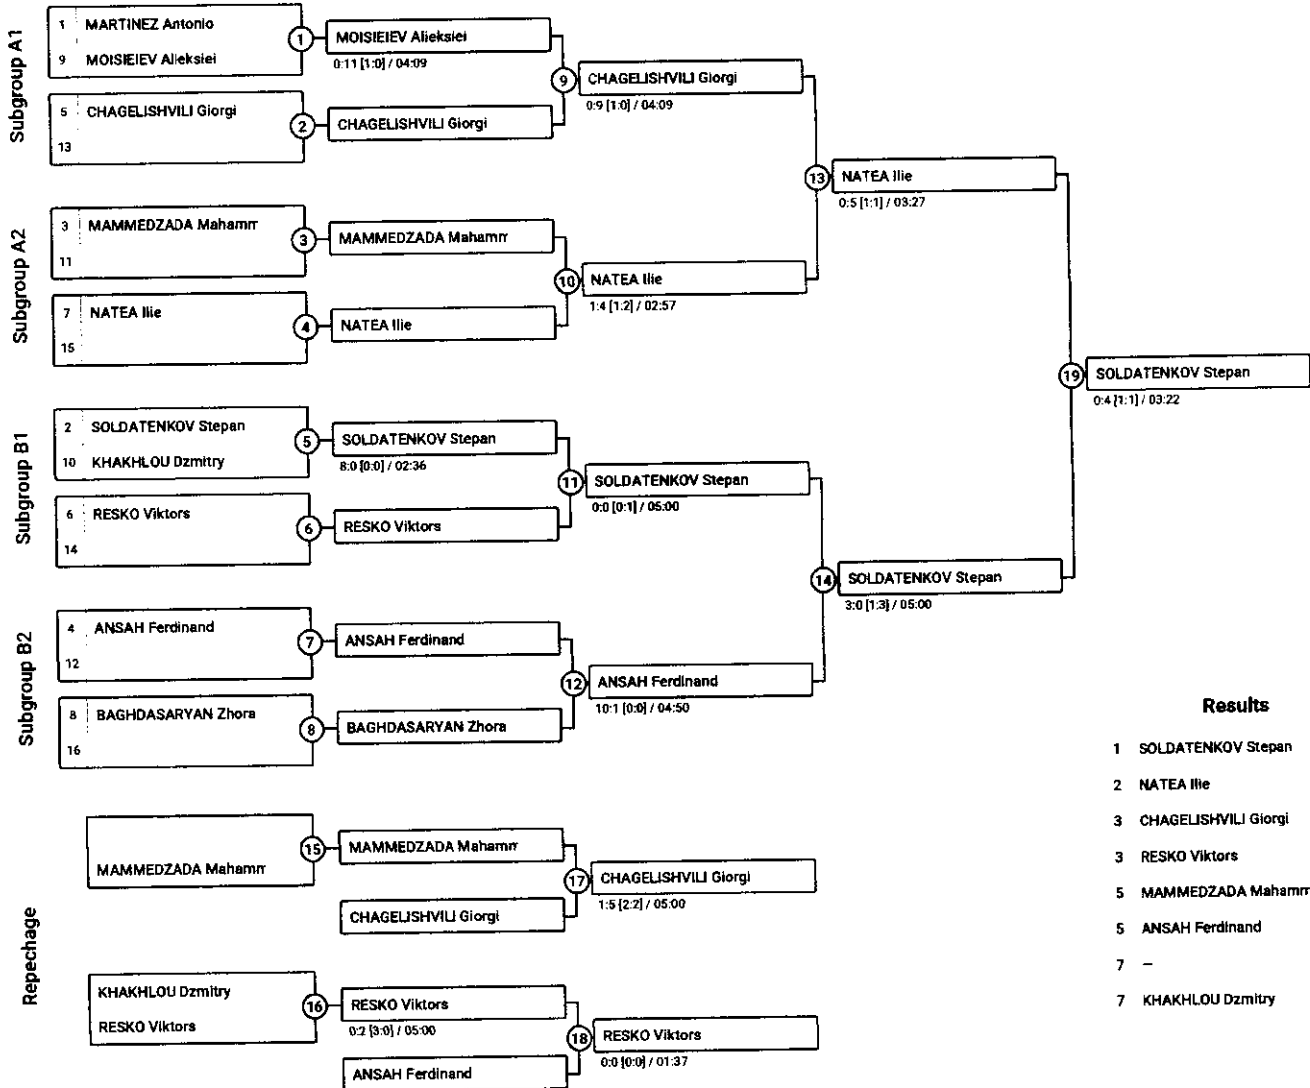 Subgroup A1
1 MARTINEZ Antonio
9 MOISIEIEV Alieksiei
1
MOISIEIEV Alieksiei
0:11 [1:0] / 04:09
5 CHAGELISHVILI Giorgi
13
2
CHAGELISHVILI Giorgi
9
CHAGELISHVILI Giorgi
0:9 [1:0] / 04:09
13
NATEA Ilie
0:5 [1:1] / 03:27
Subgroup A2
3 MAMMEDZADA Mahamm
11
3
MAMMEDZADA Mahamm
7 NATEA Ilie
15
4
NATEA Ilie
10
NATEA Ilie
1:4 [1:2] / 02:57
19
SOLDATENKOV Stepan
0:4 [1:1] / 03:22
Subgroup B1
2 SOLDATENKOV Stepan
10 KHAKHLOU Dzmitry
5
SOLDATENKOV Stepan
8:0 [0:0] / 02:36
6 RESKO Viktors
14
6
RESKO Viktors
11
SOLDATENKOV Stepan
0:0 [0:1] / 05:00
14
SOLDATENKOV Stepan
3:0 [1:3] / 05:00
Subgroup B2
4 ANSAH Ferdinand
12
7
ANSAH Ferdinand
8 BAGHDASARYAN Zhora
16
8
BAGHDASARYAN Zhora
12
ANSAH Ferdinand
10:1 [0:0] / 04:50
Repechage
MAMMEDZADA Mahamm
15
MAMMEDZADA Mahamm
CHAGELISHVILI Giorgi
17
CHAGELISHVILI Giorgi
1:5 [2:2] / 05:00
KHAKHLOU Dzmitry
RESKO Viktors
16
RESKO Viktors
0:2 [3:0] / 05:00
ANSAH Ferdinand
18
RESKO Viktors
0:0 [0:0] / 01:37
Results
1 SOLDATENKOV Stepan
2 NATEA Ilie
3 CHAGELISHVILI Giorgi
3 RESKO Viktors
5 MAMMEDZADA Mahamm
5 ANSAH Ferdinand
7 –
7 KHAKHLOU Dzmitry